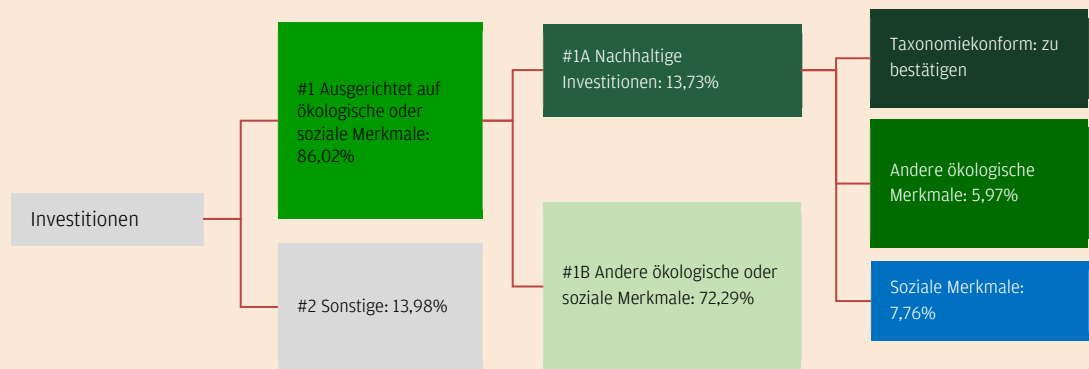 Investitionen
#1 Ausgerichtet auf
ökologische oder
soziale Merkmale:
86,02%
#2 Sonstige: 13,98%
#1A Nachhaltige
Investitionen: 13,73%
#1B Andere ökologische oder
soziale Merkmale: 72,29%
Taxonomiekonform: zu
bestätigen
Andere ökologische
Merkmale: 5,97%
Soziale Merkmale:
7,76%